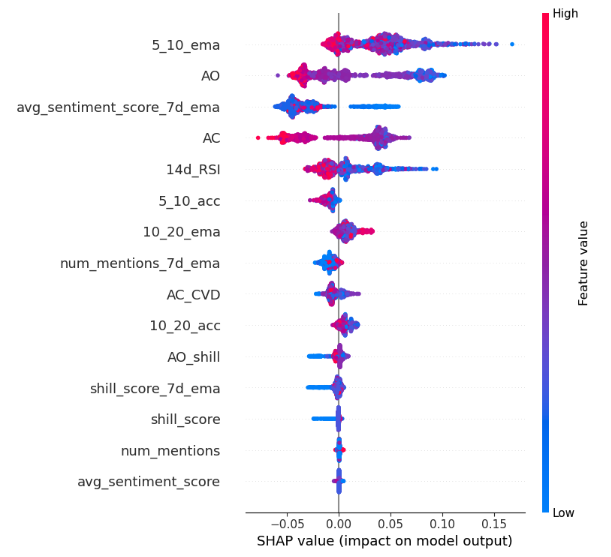 High
5_10_ema
AO
avg_sentiment_score_7d_ema
AC
14d_RSI
5_10_acc
10_20_ema
num_mentions_7d_ema
AC_CVD
10_20_acc
AO_shill
shill_score_7d_ema
shill_score
num_mentions
avg_sentiment_score
Feature value
Low
−0.05 0.00 0.05 0.10 0.15
SHAP value (impact on model output)